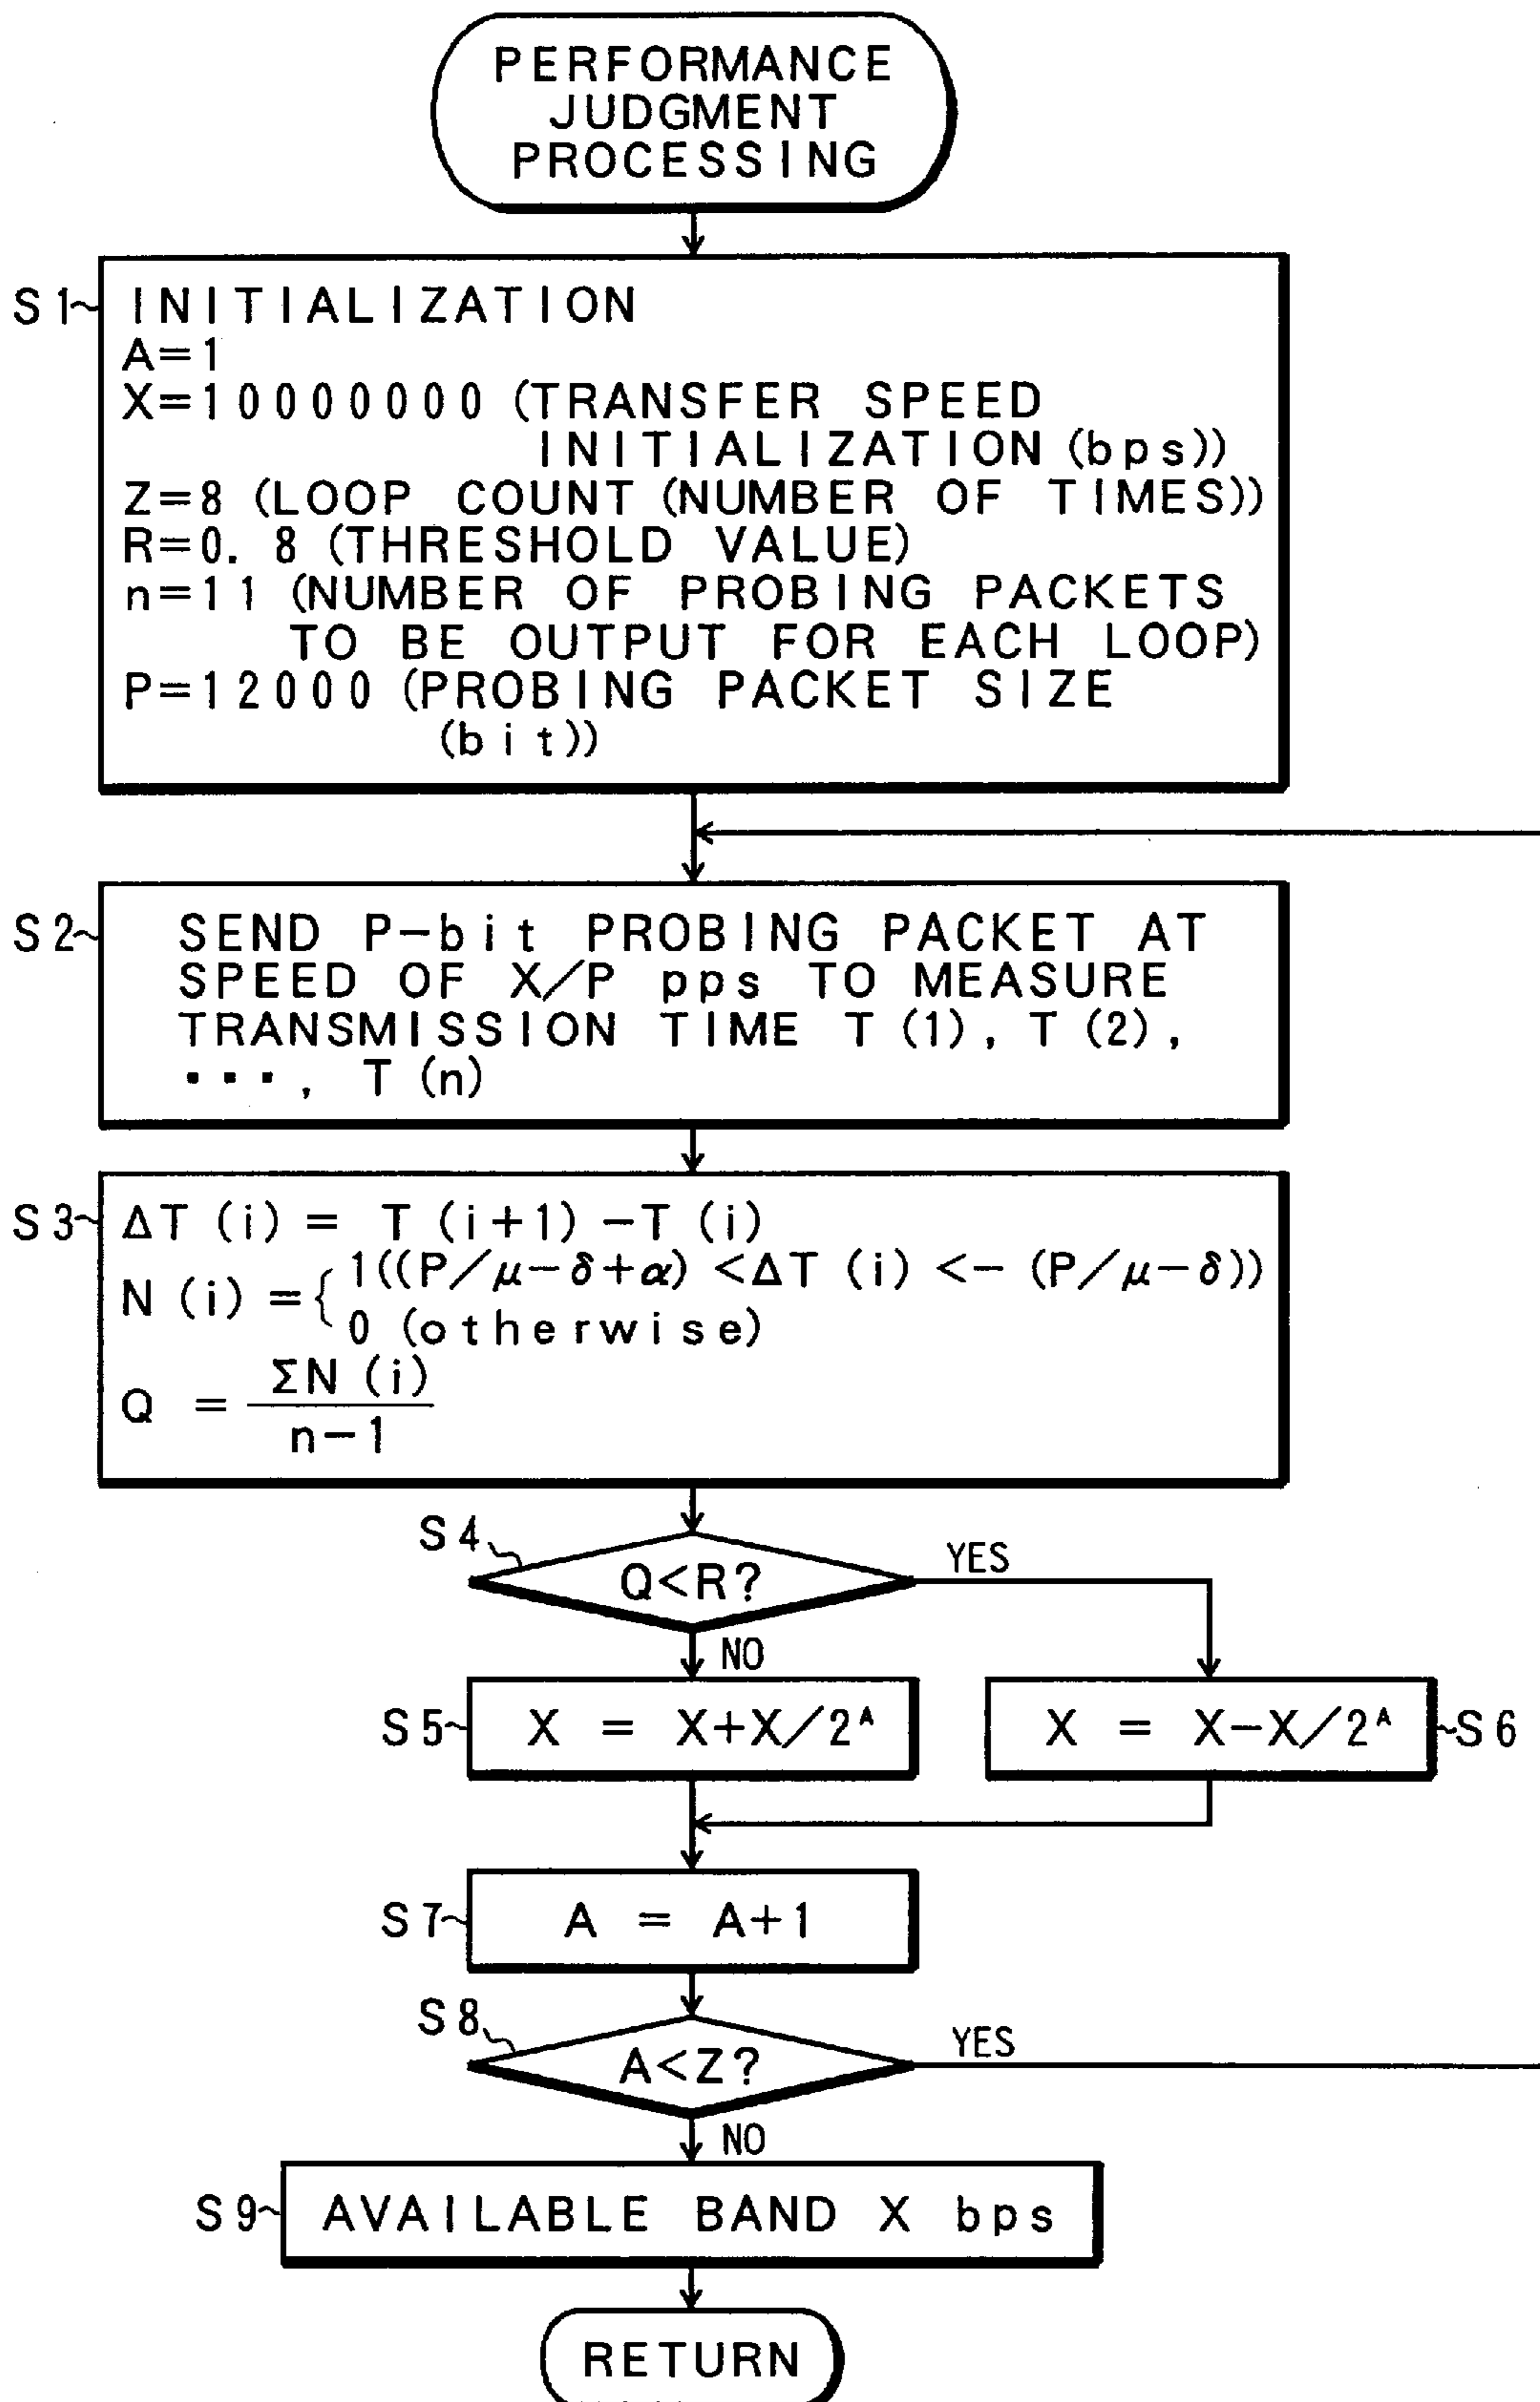 PERFORMANCE
JUDGMENT
PROCESSING
S1
INITIALIZATION
A=1
X=10000000 (TRANSFER SPEED
INITIALIZATION (bps))
Z=8 (LOOP COUNT (NUMBER OF TIMES))
R=0.8 (THRESHOLD VALUE)
n=11 (NUMBER OF PROBING PACKETS
TO BE OUTPUT FOR EACH LOOP)
P=12000 (PROBING PACKET SIZE
(bit))
S2
SEND P-bit PROBING PACKET AT
SPEED OF X/P pps TO MEASURE
TRANSMISSION TIME T(1), T(2),
..., T(n)
S3
ΔT(i) = T(i+1)-T(i)
N(i)={ 1((P/μ-δ+α)<ΔT(i)<-(P/μ-δ))
0 (otherwise)
Q = ΣN(i)
n-1
S4
Q<R?
YES
NO
S5
X = X+X/2^A
X = X-X/2^A
S6
S7
A = A+1
S8
A<Z?
YES
NO
S9
AVAILABLE BAND X bps
RETURN